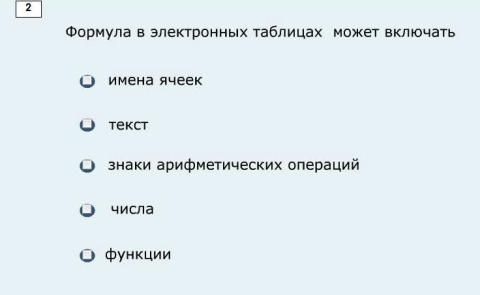 2
Формула в электронных таблицах может включать
имена ячеек
текст
знаки арифметических операций
числа
функции